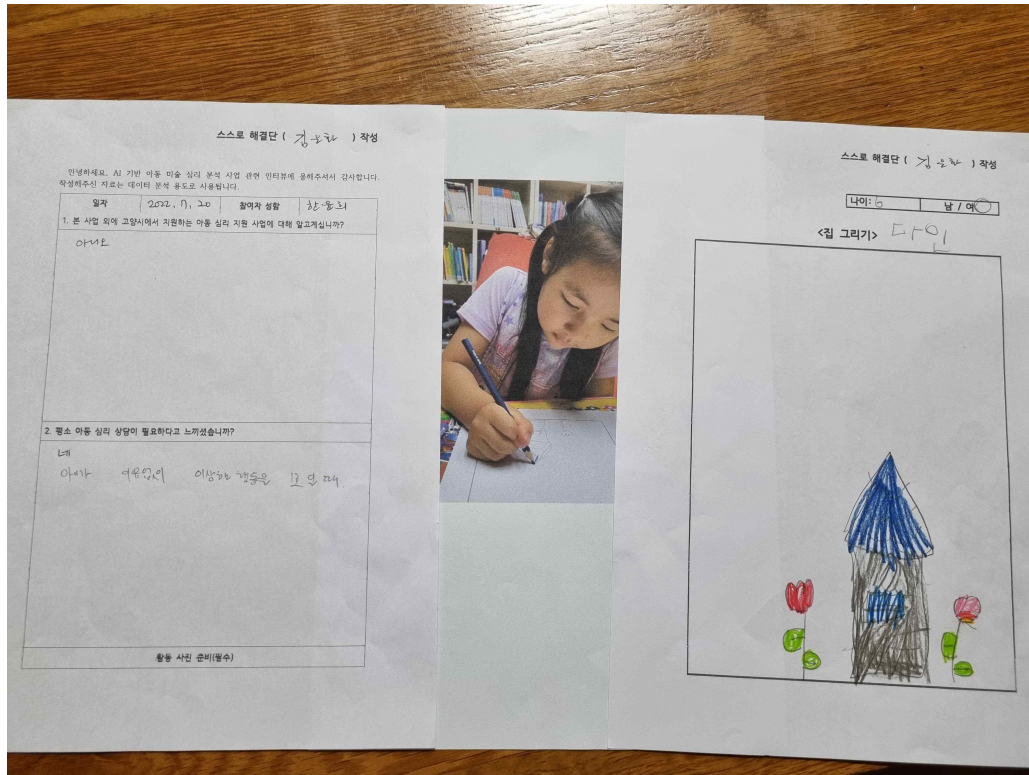 스스로 해결단 ( 김은화 ) 작성
안녕하세요. AI 기반 아동 미술 심리 분석 사업 관련 인터뷰에 응해주셔서 감사합니다.
작성해주신 자료는 데이터 분석 용도로 사용됩니다.
일자 2022. 7. 20 참여자 성함 한울희
1. 본 사업 외에 고양시에서 지원하는 아동 심리 지원 사업에 대해 알고계십니까?
아니요
2. 평소 아동 심리 상담이 필요하다고 느끼셨습니까?
네
아이가 이유없이 이상한 행동을 할 때
활동 사진 준비(필수)
스스로 해결단 ( 김은화 ) 작성
나이: 6 남 / 여
<집 그리기> 다인